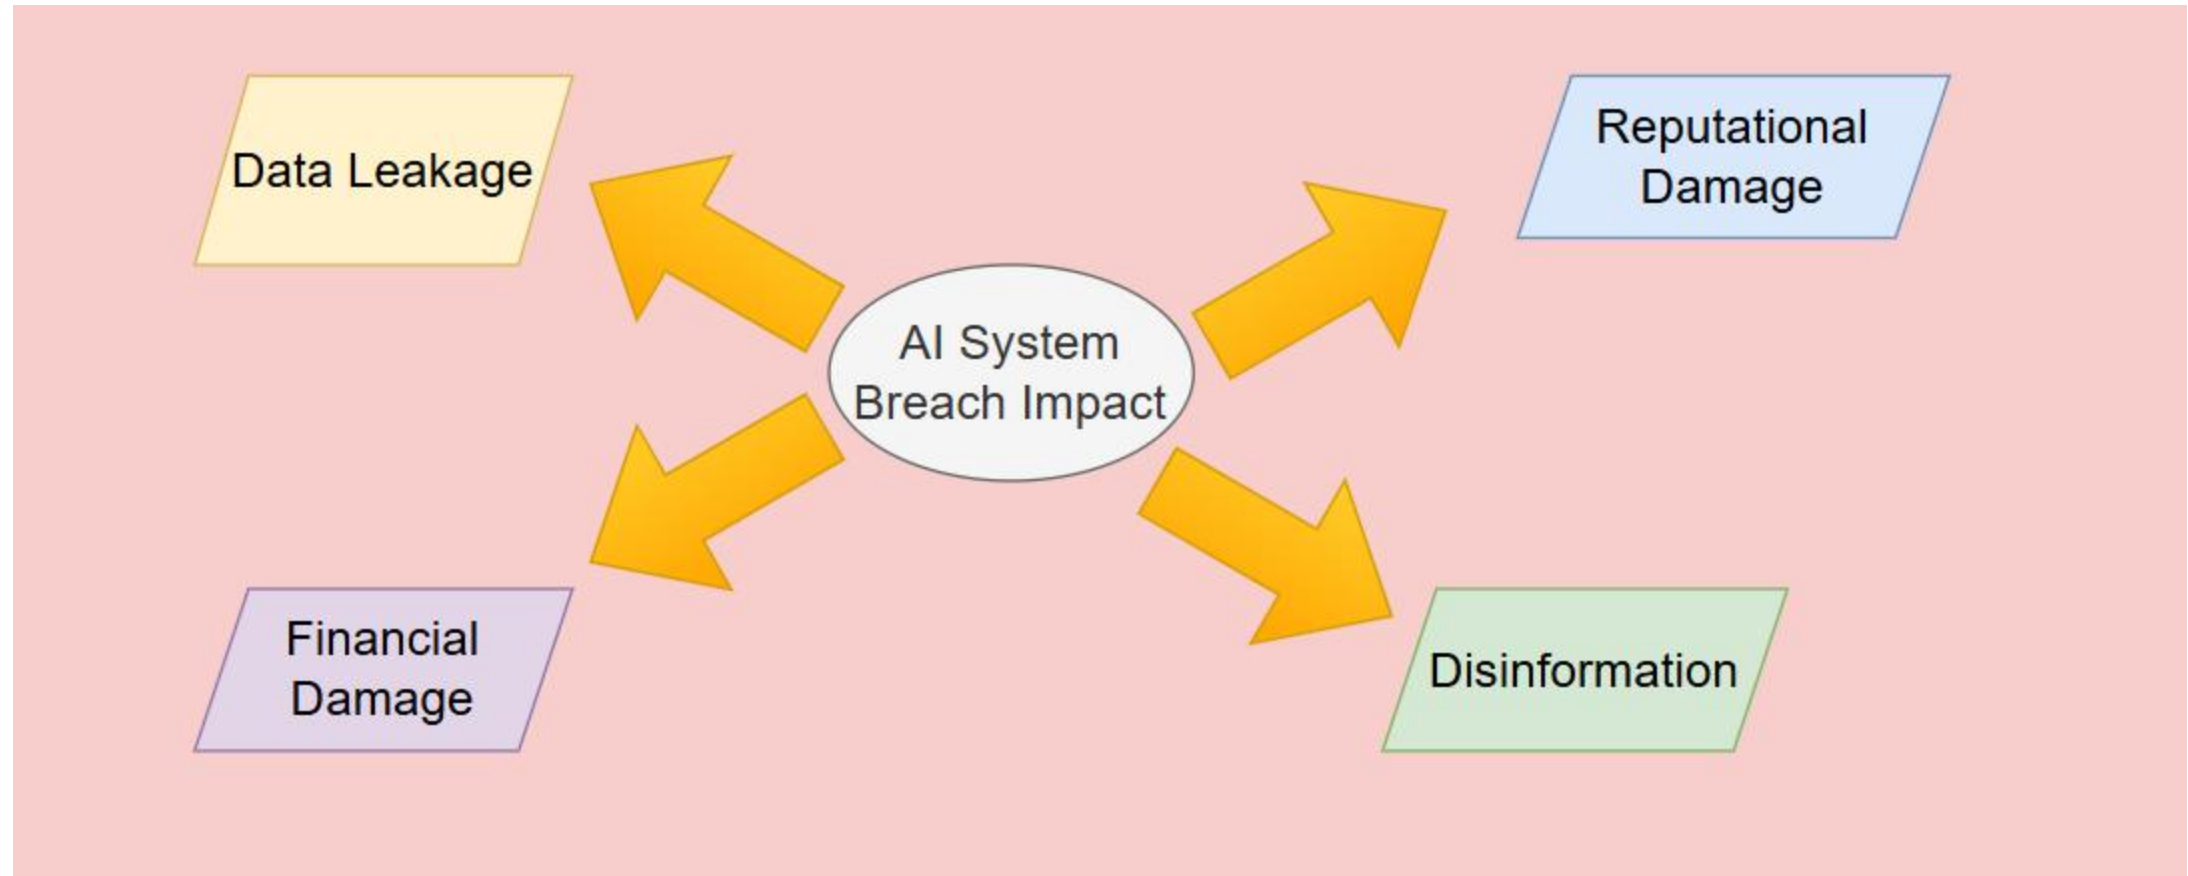 Data Leakage
Reputational
Damage
AI System
Breach Impact
Financial
Damage
Disinformation